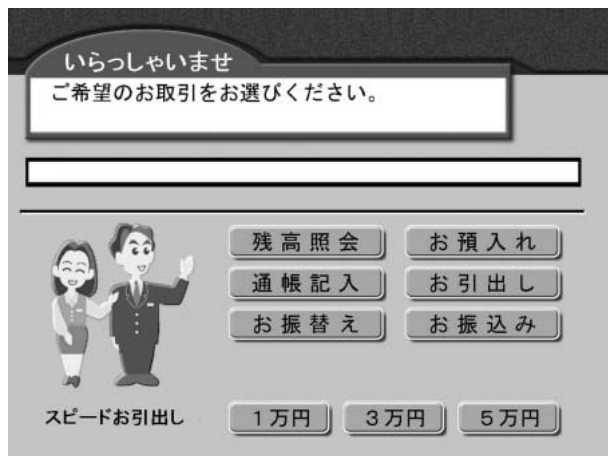 いらっしゃいませ
ご希望のお取引をお選びください。
残高照会 お預入れ
通帳記入 お引出し
お振替え お振込み
スピードお引出し 1万円 3万円 5万円